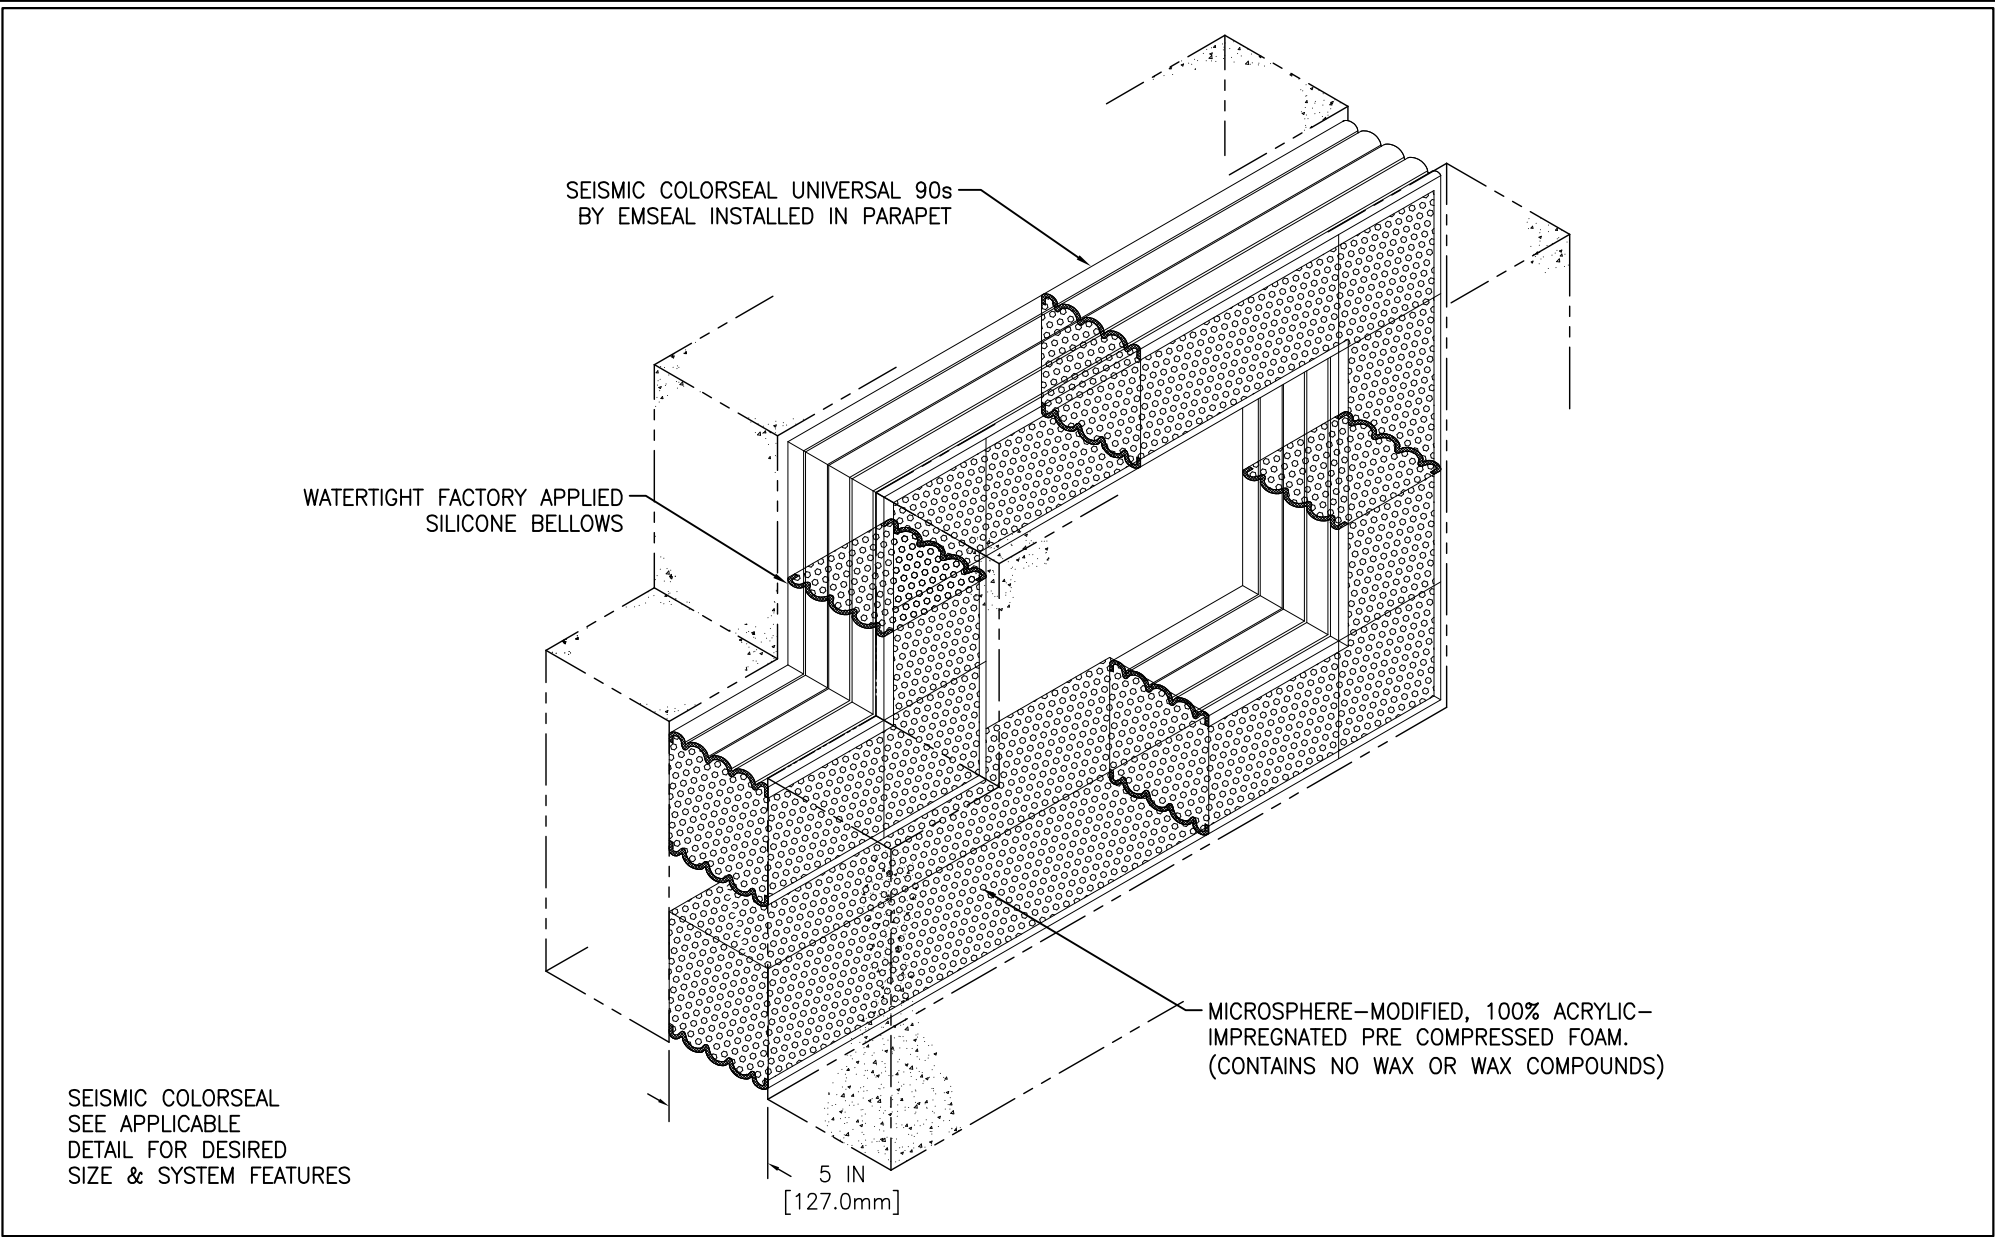 SEISMIC COLORSEAL UNIVERSAL 90s
BY EMSEAL INSTALLED IN PARAPET
WATERTIGHT FACTORY APPLIED
SILICONE BELLOWS
MICROSPHERE-MODIFIED, 100% ACRYLIC-
IMPREGNATED PRE COMPRESSED FOAM.
(CONTAINS NO WAX OR WAX COMPOUNDS)
SEISMIC COLORSEAL
SEE APPLICABLE
DETAIL FOR DESIRED
SIZE & SYSTEM FEATURES
5 IN
[127.0mm]